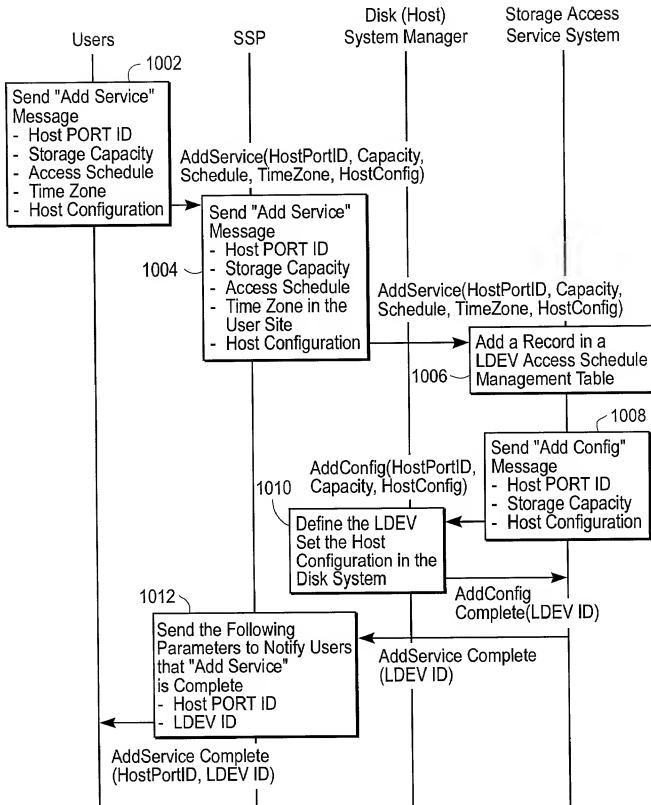 Users
SSP
Disk (Host)
System Manager
Storage Access
Service System
1002
Send "Add Service"
Message
- Host PORT ID
- Storage Capacity
- Access Schedule
- Time Zone
- Host Configuration
AddService(HostPortID, Capacity,
Schedule, TimeZone, HostConfig)
1004
Send "Add Service"
Message
- Host PORT ID
- Storage Capacity
- Access Schedule
- Time Zone in the
User Site
- Host Configuration
AddService(HostPortID, Capacity,
Schedule, TimeZone, HostConfig)
1006
Add a Record in a
LDEV Access Schedule
Management Table
1008
Send "Add Config"
Message
- Host PORT ID
- Storage Capacity
- Host Configuration
AddConfig(HostPortID,
Capacity, HostConfig)
1010
Define the LDEV
Set the Host
Configuration in the
Disk System
AddConfig
Complete(LDEV ID)
1012
Send the Following
Parameters to Notify Users
that "Add Service"
is Complete
- Host PORT ID
- LDEV ID
AddService Complete
(LDEV ID)
AddService Complete
(HostPortID, LDEV ID)